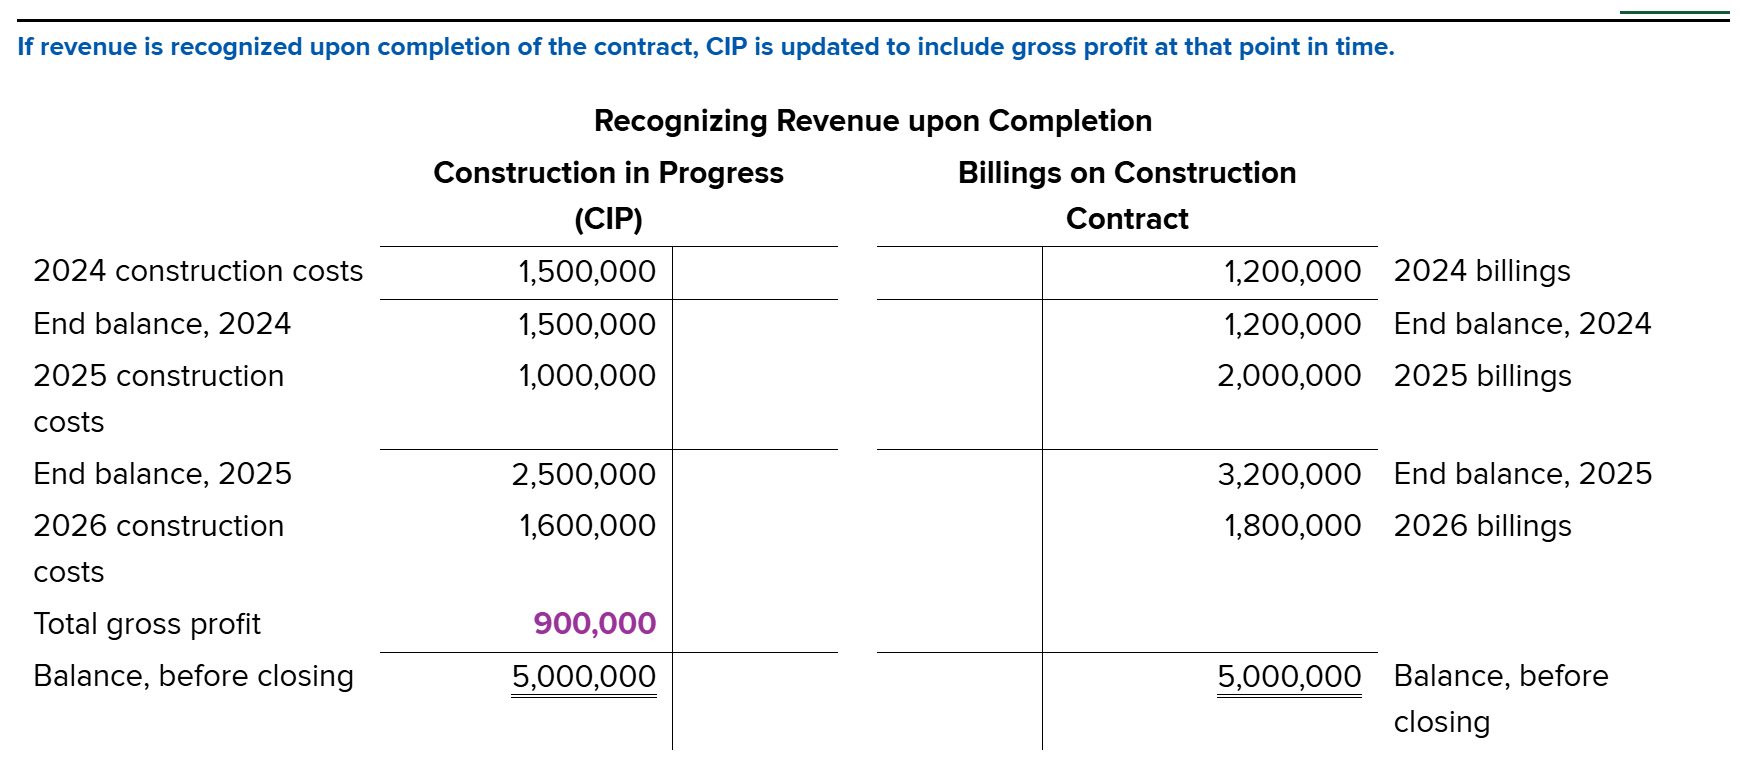 If revenue is recognized upon completion of the contract, CIP is updated to include gross profit at that point in time.
Recognizing Revenue upon Completion
Construction in Progress
(CIP)
Billings on Construction
Contract
2024 construction costs 1,500,000 1,200,000 2024 billings
End balance, 2024 1,500,000 1,200,000 End balance, 2024
2025 construction 1,000,000 2,000,000 2025 billings
costs
End balance, 2025 2,500,000 3,200,000 End balance, 2025
2026 construction 1,600,000 1,800,000 2026 billings
costs
Total gross profit 900,000
Balance, before closing 5,000,000 5,000,000 Balance, before
closing